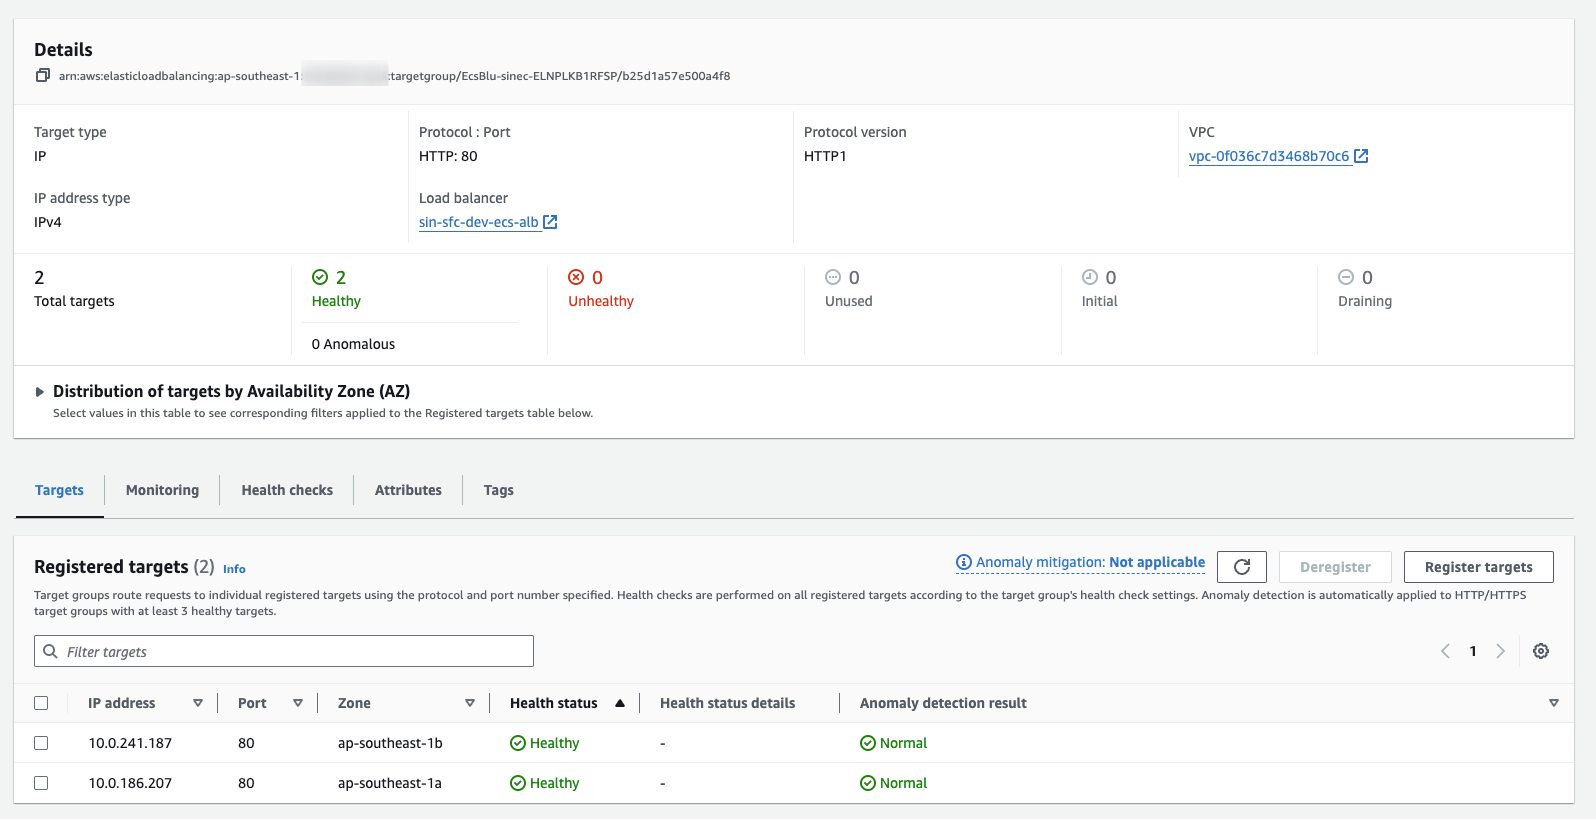 Details
arn:aws:elasticloadbalancing:ap-southeast-1: :targetgroup/EcsBlu-sinec-ELNPLKB1RFSP/b25d1a57e500a4f8
Target type
IP
Protocol : Port
HTTP: 80
Protocol version
HTTP1
VPC
vpc-0f036c7d3468b70c6
IP address type
IPv4
Load balancer
sin-sfc-dev-ecs-alb
2
Total targets
2
Healthy
0 Anomalous
0
Unhealthy
0
Unused
0
Initial
0
Draining
Distribution of targets by Availability Zone (AZ)
Select values in this table to see corresponding filters applied to the Registered targets table below.
Targets Monitoring Health checks Attributes Tags
Registered targets (2) Info
Anomaly mitigation: Not applicable
Deregister
Register targets
Target groups route requests to individual registered targets using the protocol and port number specified. Health checks are performed on all registered targets according to the target group's health check settings. Anomaly detection is automatically applied to HTTP/HTTPS
target groups with at least 3 healthy targets.
Filter targets
1
IP address Port Zone Health status Health status details Anomaly detection result
10.0.241.187 80 ap-southeast-1b Healthy - Normal
10.0.186.207 80 ap-southeast-1a Healthy - Normal